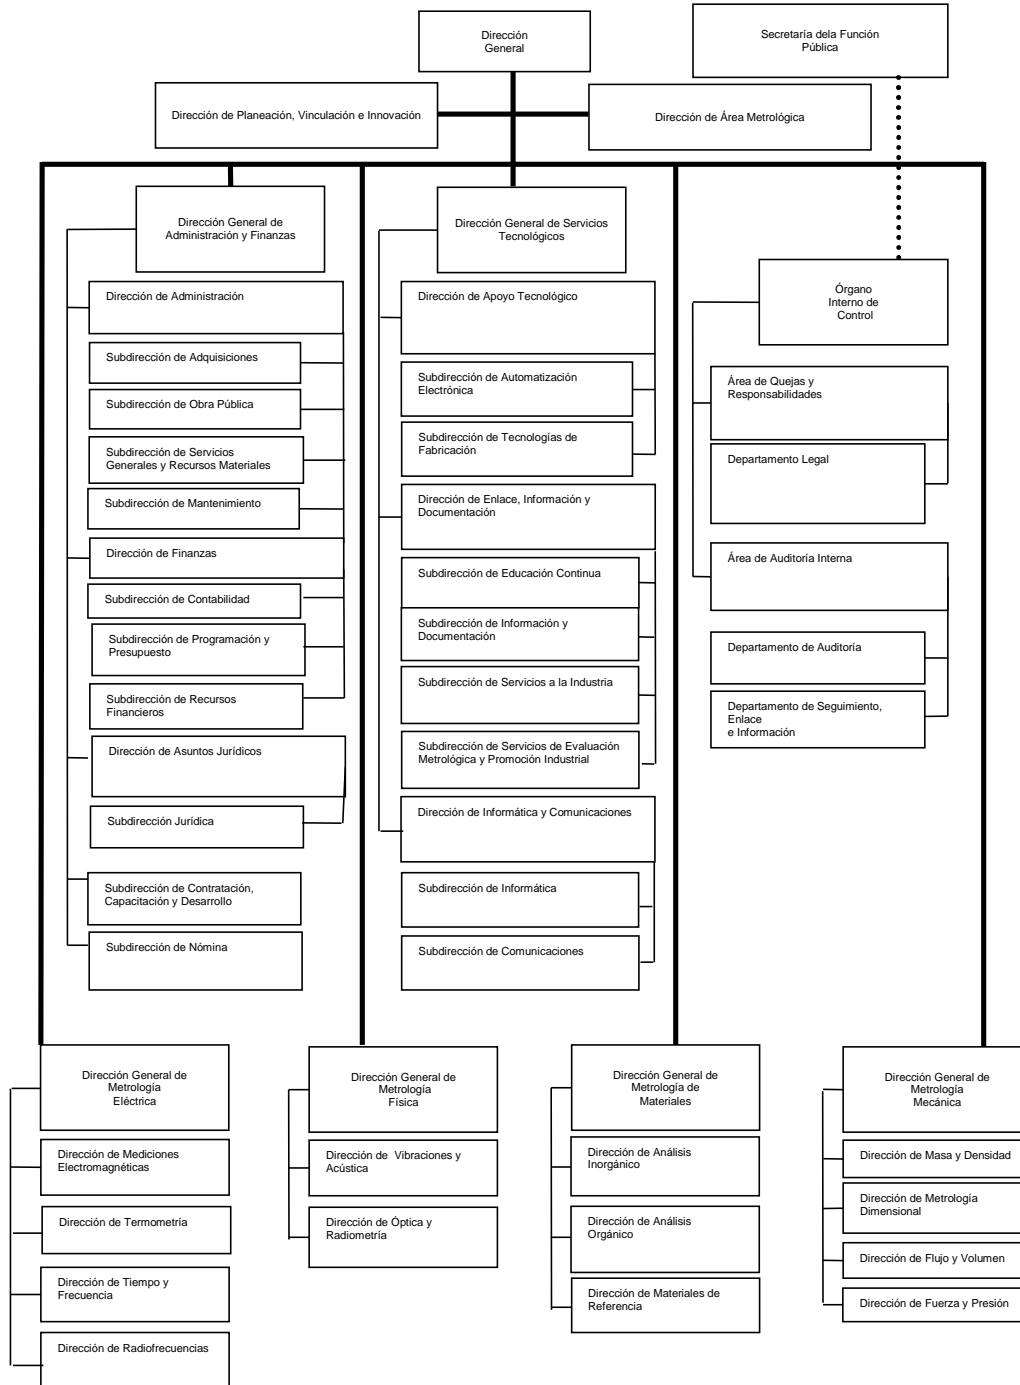 Dirección
General
Secretaría dela Función
Pública
Dirección de Planeación, Vinculación e Innovación
Dirección de Área Metrológica
Dirección General de
Administración y Finanzas
Dirección de Administración
Subdirección de Adquisiciones
Subdirección de Obra Pública
Subdirección de Servicios
Generales y Recursos Materiales
Subdirección de Mantenimiento
Dirección de Finanzas
Subdirección de Contabilidad
Subdirección de Programación y
Presupuesto
Subdirección de Recursos
Financieros
Dirección de Asuntos Jurídicos
Subdirección Jurídica
Subdirección de Contratación,
Capacitación y Desarrollo
Subdirección de Nómina
Dirección General de Servicios
Tecnológicos
Dirección de Apoyo Tecnológico
Subdirección de Automatización
Electrónica
Subdirección de Tecnologías de
Fabricación
Dirección de Enlace, Información y
Documentación
Subdirección de Educación Continua
Subdirección de Información y
Documentación
Subdirección de Servicios a la Industria
Subdirección de Servicios de Evaluación
Metrológica y Promoción Industrial
Dirección de Informática y Comunicaciones
Subdirección de Informática
Subdirección de Comunicaciones
Órgano
Interno de
Control
Área de Quejas y
Responsabilidades
Departamento Legal
Área de Auditoría Interna
Departamento de Auditoría
Departamento de Seguimiento,
Enlace
e Información
Dirección General de
Metrología
Eléctrica
Dirección de Mediciones
Electromagnéticas
Dirección de Termometría
Dirección de Tiempo y
Frecuencia
Dirección de Radiofrecuencias
Dirección General de
Metrología
Física
Dirección de Vibraciones y
Acústica
Dirección de Óptica y
Radiometría
Dirección General de
Metrología de
Materiales
Dirección de Análisis
Inorgánico
Dirección de Análisis
Orgánico
Dirección de Materiales de
Referencia
Dirección General de
Metrología
Mecánica
Dirección de Masa y Densidad
Dirección de Metrología
Dimensional
Dirección de Flujo y Volumen
Dirección de Fuerza y Presión